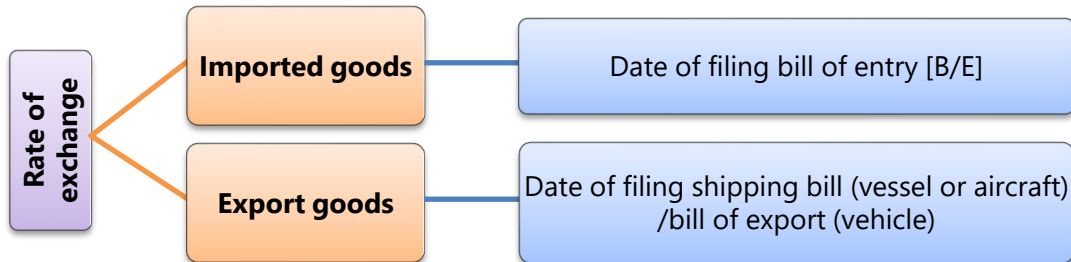 Rate of
exchange
Imported goods
Date of filing bill of entry [B/E]
Export goods
Date of filing shipping bill (vessel or aircraft)
/bill of export (vehicle)